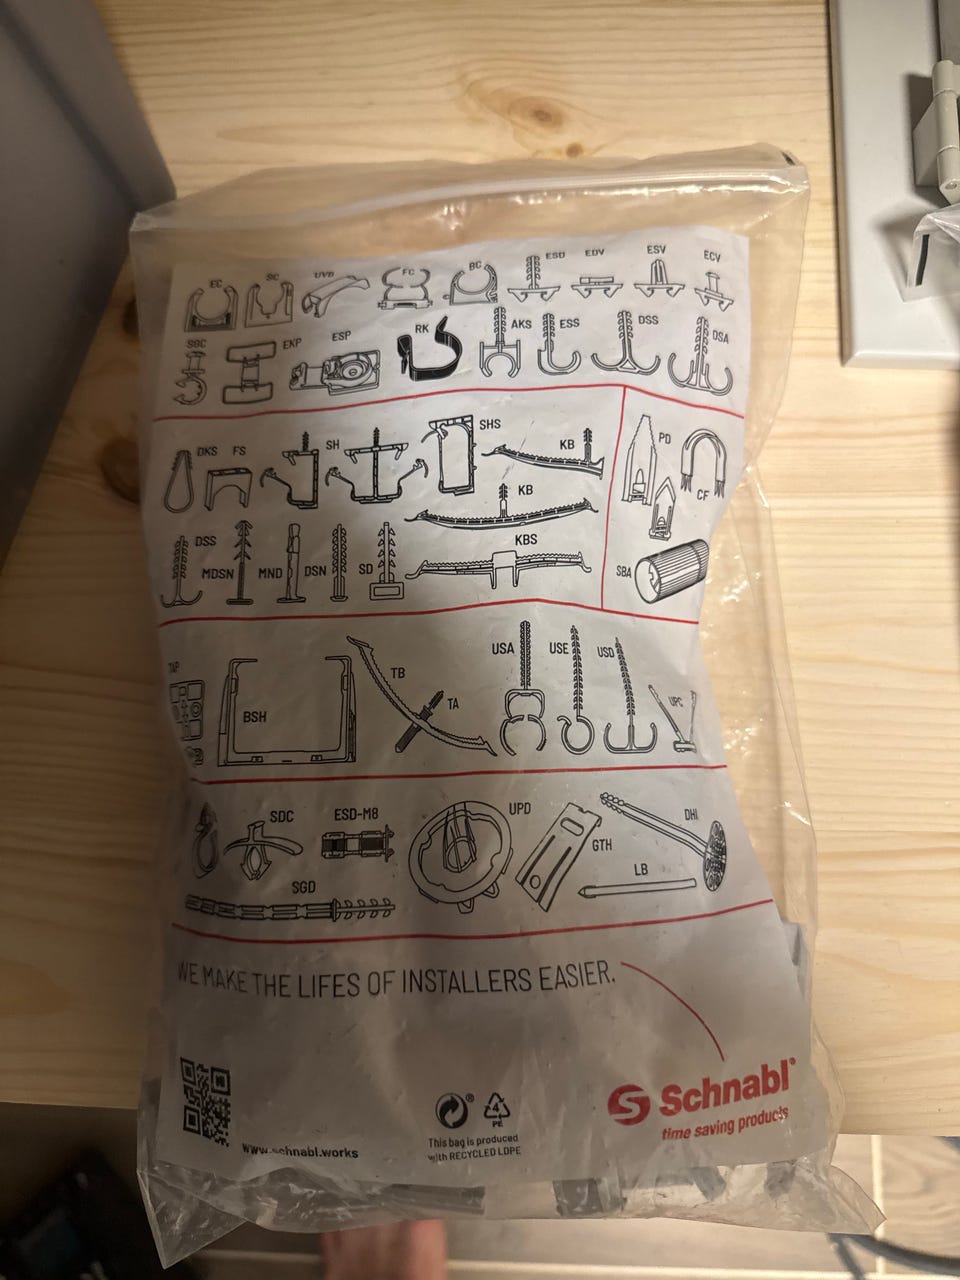 EC SC UVB FC BC ESD EDV ESV ECV
SBC EKP ESP RK AKS ESS DSS DSA
DKS FS SH SHS KB PD CF
KB
DSS MDSN MND DSN SD KBS SBA
TAP BSH TB TA USA USE USD UPC
SDC ESD-M8 UPD GTH DHI
SGD LB
WE MAKE THE LIFES OF INSTALLERS EASIER.
Schnabl®
time saving products
www.schnabl.works
®
4
PE
This bag is produced
with RECYCLED LDPE